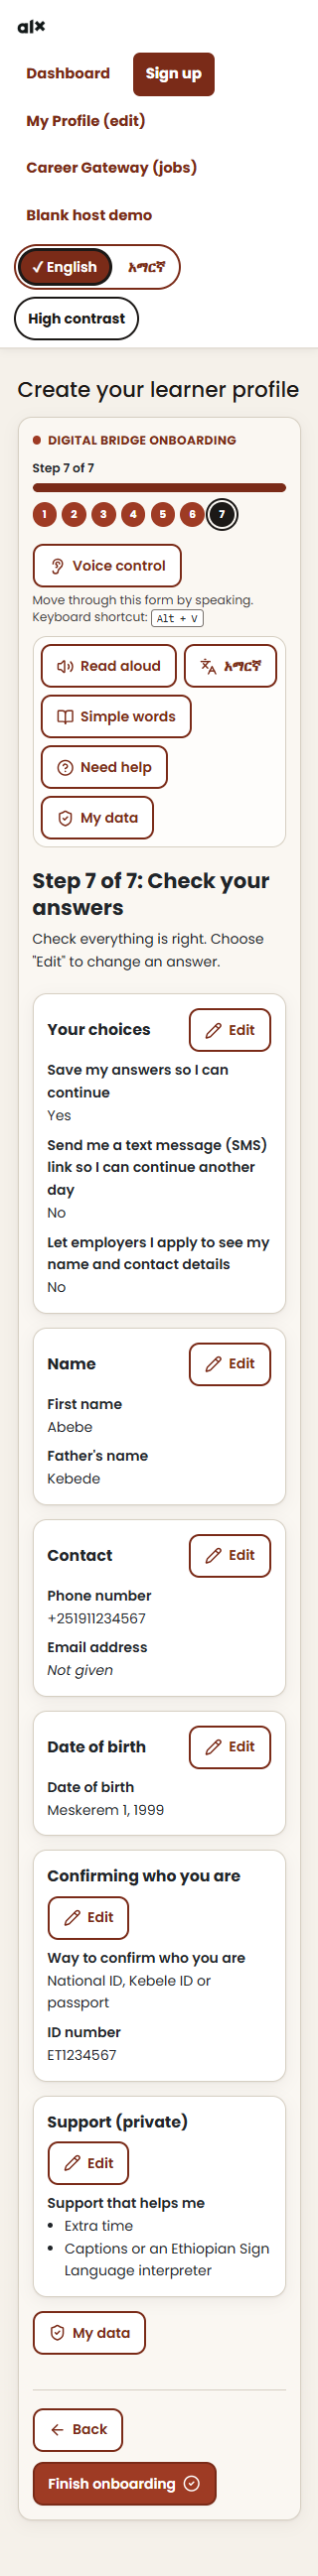 alx
Dashboard
Sign up
My Profile (edit)
Career Gateway (jobs)
Blank host demo
✓ English
አማርኛ
High contrast
Create your learner profile
DIGITAL BRIDGE ONBOARDING
Step 7 of 7
1 2 3 4 5 6 7
Voice control
Move through this form by speaking.
Keyboard shortcut: Alt + V
Read aloud
አማርኛ
Simple words
Need help
My data
Step 7 of 7: Check your
answers
Check everything is right. Choose
"Edit" to change an answer.
Your choices
Edit
Save my answers so I can
continue
Yes
Send me a text message (SMS)
link so I can continue another
day
No
Let employers I apply to see my
name and contact details
No
Name
Edit
First name
Abebe
Father's name
Kebede
Contact
Edit
Phone number
+251911234567
Email address
Not given
Date of birth
Edit
Date of birth
Meskerem 1, 1999
Confirming who you are
Edit
Way to confirm who you are
National ID, Kebele ID or
passport
ID number
ET1234567
Support (private)
Edit
Support that helps me
• Extra time
• Captions or an Ethiopian Sign
Language interpreter
My data
Back
Finish onboarding